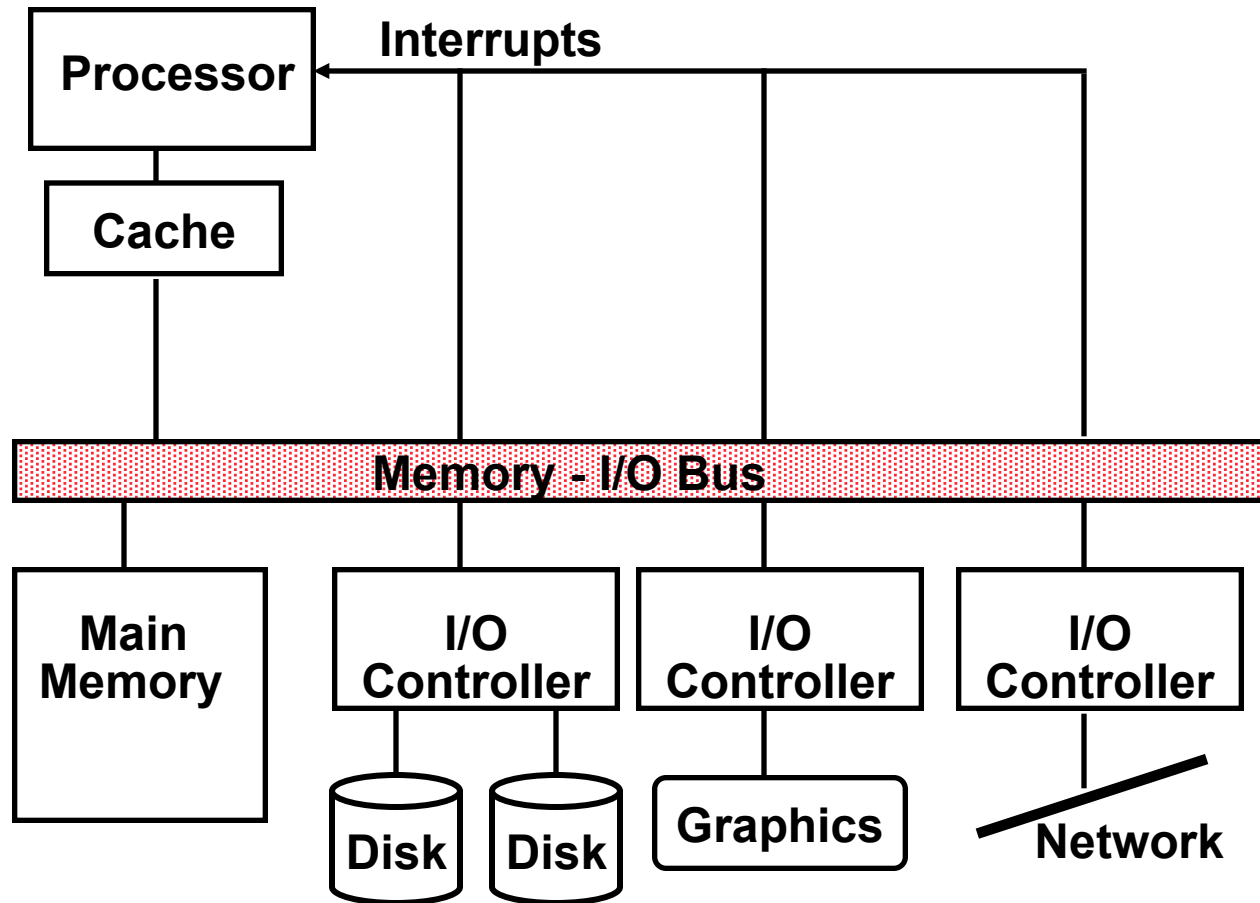 Interrupts
Processor
Cache
Memory - I/O Bus
Main
Memory
I/O
Controller
I/O
Controller
I/O
Controller
Disk
Disk
Graphics
Network